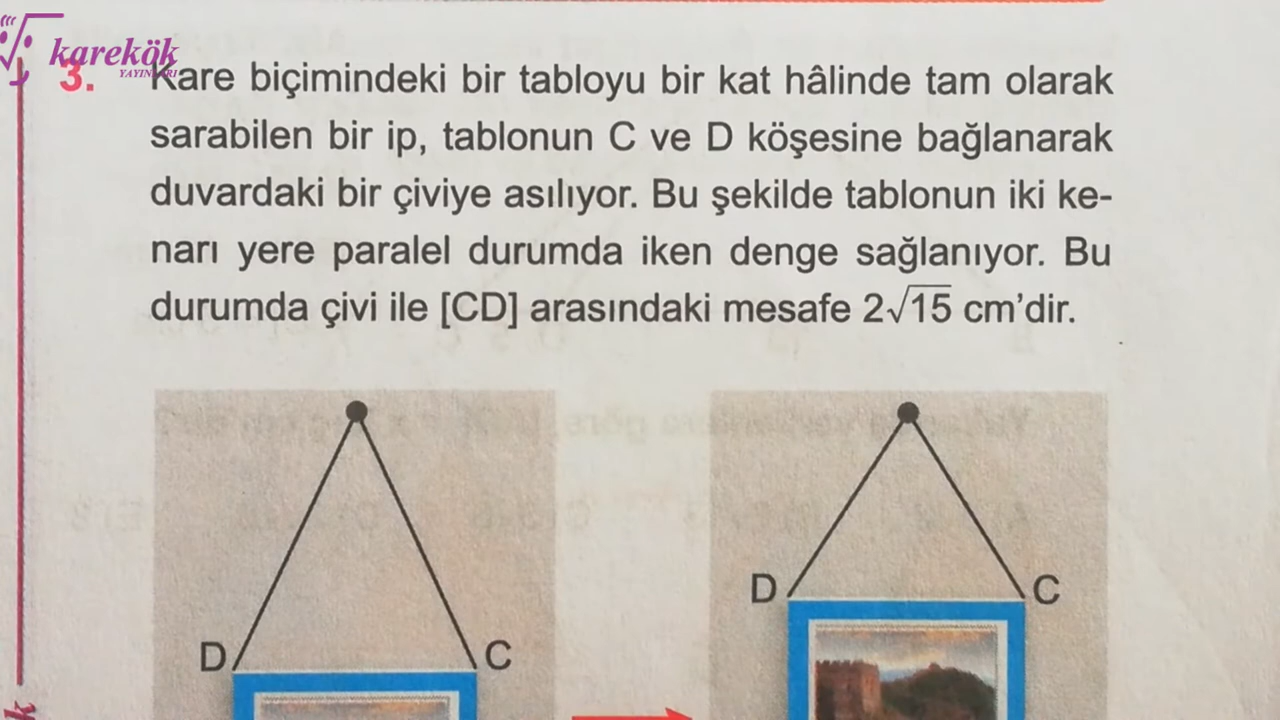 karekök
YAYINLARI
3. Kare biçimindeki bir tabloyu bir kat hâlinde tam olarak
sarabilen bir ip, tablonun C ve D köşesine bağlanarak
duvardaki bir çiviye asılıyor. Bu şekilde tablonun iki ke-
narı yere paralel durumda iken denge sağlanıyor. Bu
durumda çivi ile [CD] arasındaki mesafe 2√15 cm'dir.
D C
D C